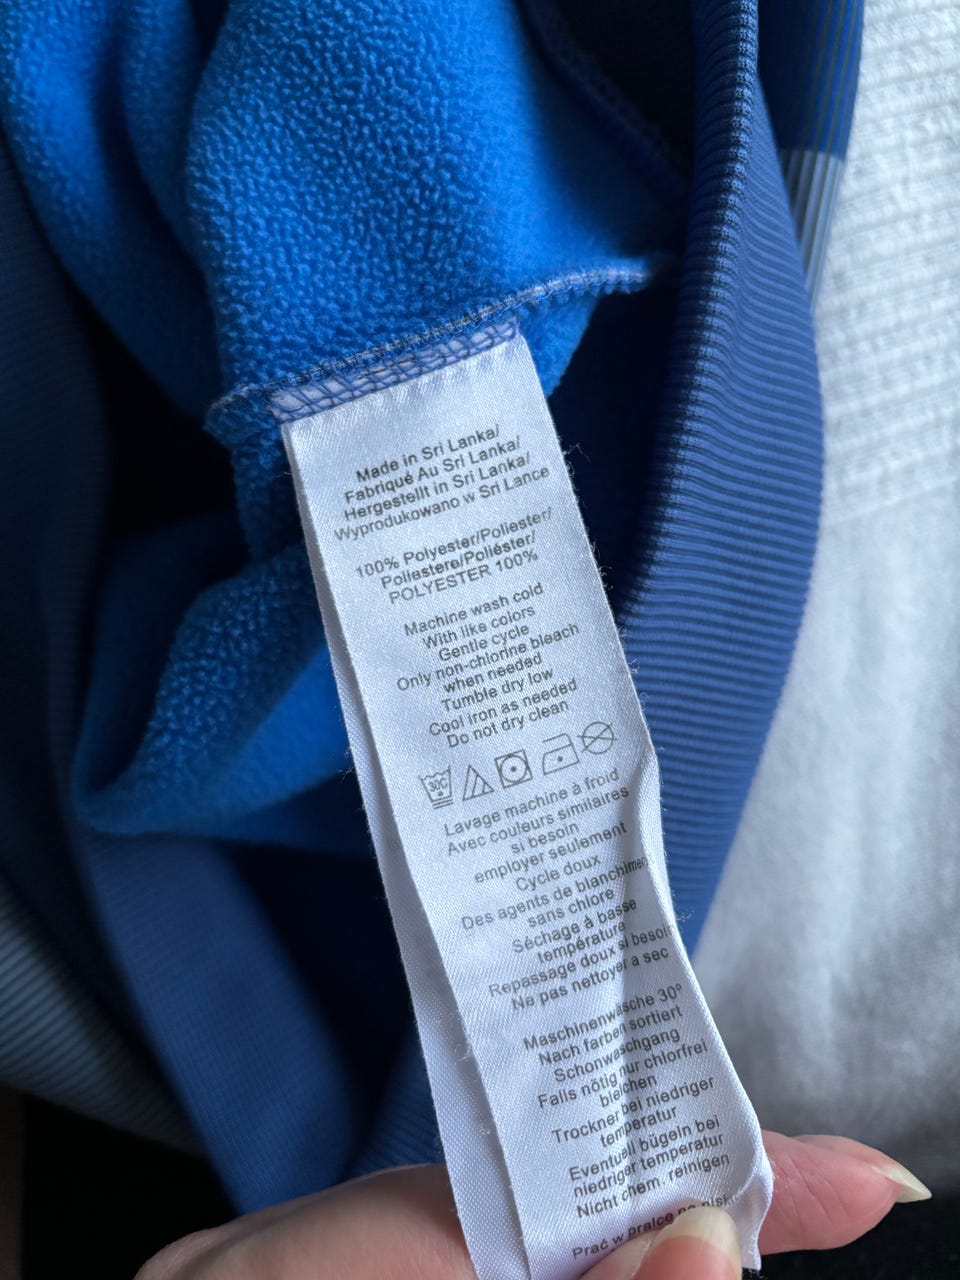 Made in Sri Lanka/
Fabriqué Au Sri Lanka/
Hergestellt in Sri Lanka/
Wyprodukowano w Sri Lance
100% Polyester/Poliester/
Poliestere/Poliéster/
POLYESTER 100%
Machine wash cold
With like colors
Gentle cycle
Only non-chlorine bleach
when needed
Tumble dry low
Cool iron as needed
Do not dry clean
30C
Lavage machine à froid
Avec couleurs similaires
si besoin
employer seulement
Cycle doux
Des agents de blanchimen
sans chlore
Séchage à basse
température
Repassage doux si besoi
Ne pas nettoyer a sec
Maschinenwäsche 30°
Nach farben sortiert
Schonwaschgang
Falls nötig nur chlorfrei
bleichen
Trockner bei niedriger
temperatur
Eventuell bügeln bei
niedriger temperatur
Nicht chem. reinigen
Prać w pralce na nisk